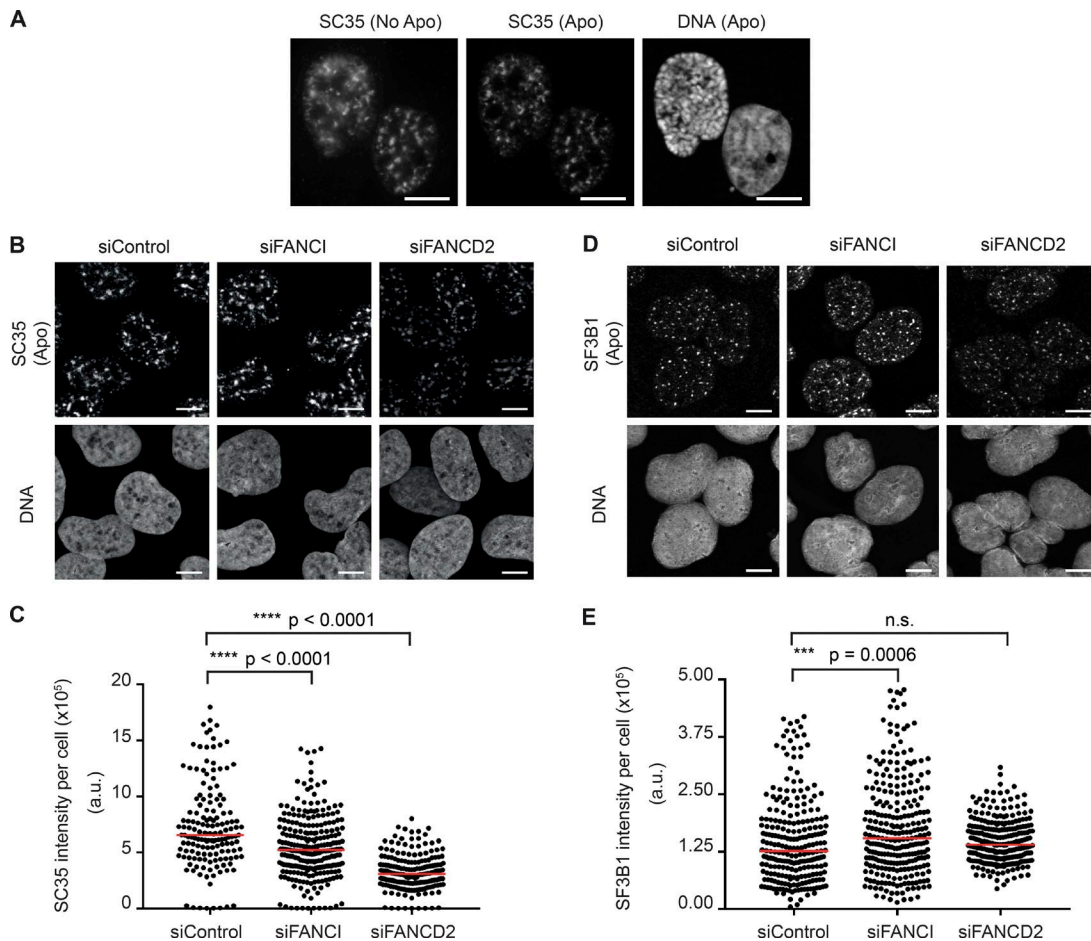 A
SC35 (No Apo)
SC35 (Apo)
DNA (Apo)
B
siControl
siFANCI
siFANCD2
SC35
(Apo)
DNA
D
siControl
siFANCI
siFANCD2
SF3B1
(Apo)
DNA
C
**** p < 0.0001
**** p < 0.0001
SC35 intensity per cell (x10⁵)
(a.u.)
20
15
10
5
0
siControl
siFANCI
siFANCD2
E
n.s.
*** p = 0.0006
SF3B1 intensity per cell (x10⁵)
(a.u.)
5.00
3.75
2.50
1.25
0.00
siControl
siFANCI
siFANCD2